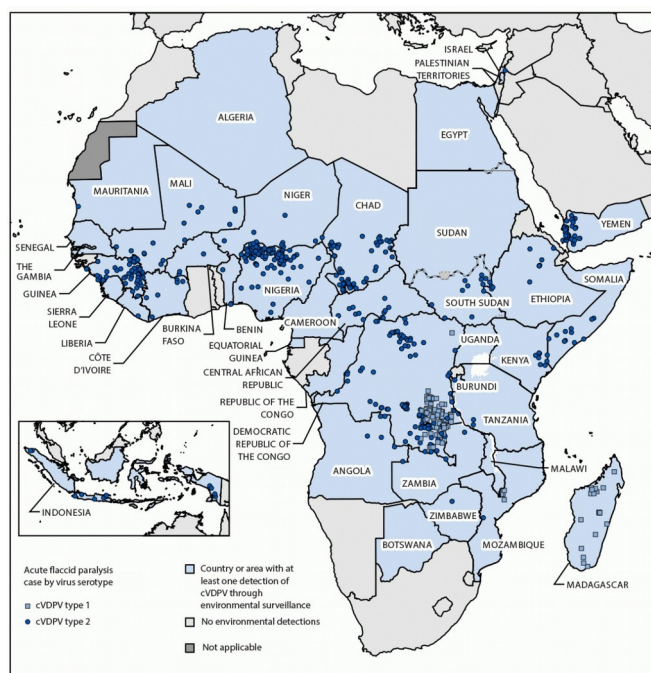 ISRAEL
PALESTINIAN
TERRITORIES
ALGERIA
EGYPT
MAURITANIA
MALI
NIGER
CHAD
SUDAN
YEMEN
SENEGAL
THE
GAMBIA
GUINEA
SIERRA
LEONE
LIBERIA
CÔTE
D'IVOIRE
BURKINA
FASO
NIGERIA
BENIN
CAMEROON
EQUATORIAL
GUINEA
CENTRAL AFRICAN
REPUBLIC
REPUBLIC OF THE
CONGO
DEMOCRATIC
REPUBLIC OF
THE CONGO
SOUTH SUDAN
ETHIOPIA
SOMALIA
UGANDA
KENYA
BURUNDI
TANZANIA
ANGOLA
ZAMBIA
MALAWI
ZIMBABWE
BOTSWANA
MOZAMBIQUE
MADAGASCAR
INDONESIA
Acute flaccid paralysis
case by virus serotype
cVDPV type 1
cVDPV type 2
Country or area with at
least one detection of
cVDPV through
environmental surveillance
No environmental detections
Not applicable